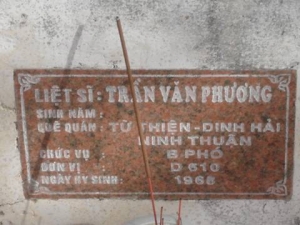 LIỆT SĨ: TRẦN VĂN PHƯƠNG
SINH NĂM:
QUÊ QUÁN: TỪ THIỆN-DINH HẢI
NINH THUẬN
CHỨC VỤ: B PHÓ
ĐƠN VỊ: D 610
NGÀY HY SINH: 1968